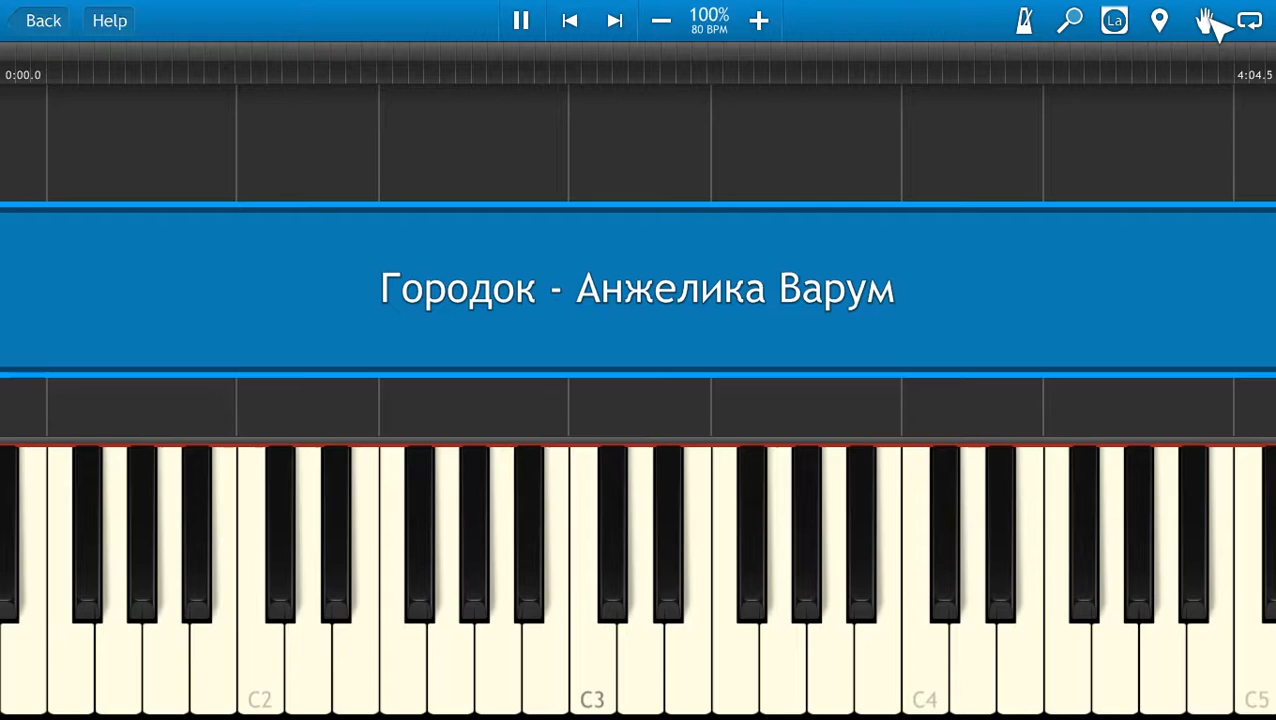 Back Help 100% La
80 BPM
0:00.0 4:04.5
Городок - Анжелика Варум
C2 C3 C4 C5